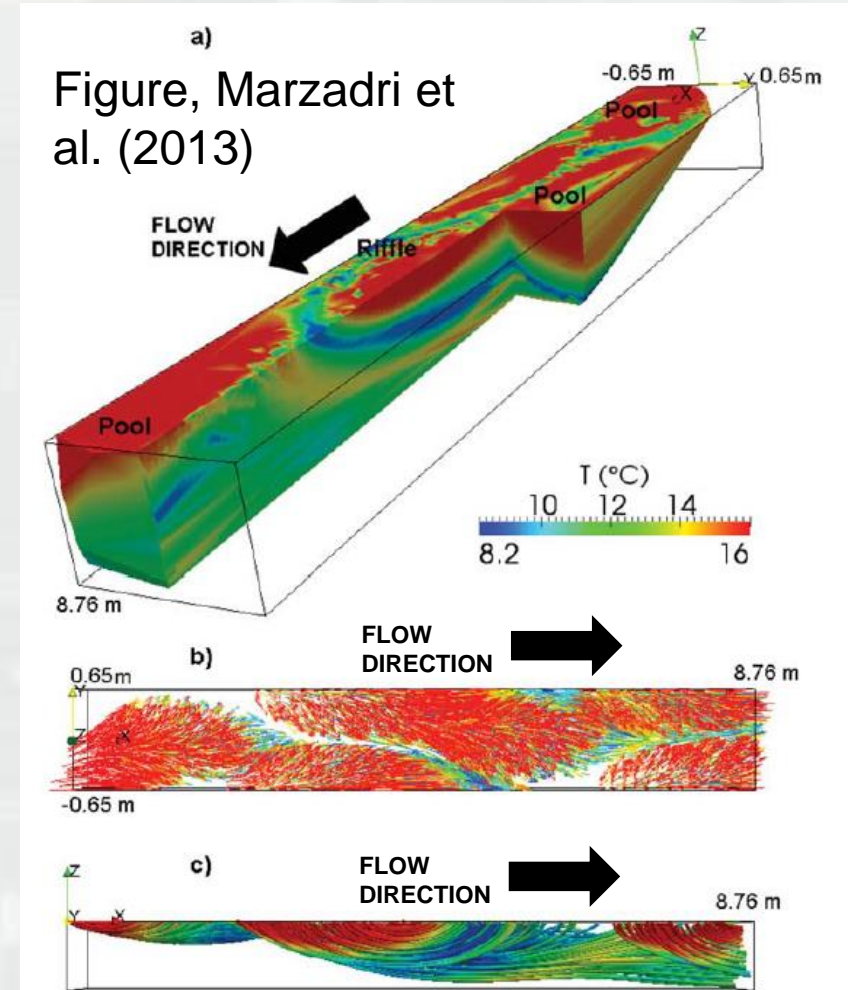 a)
Figure, Marzadri et
al. (2013)
Z
-0.65 m
X
Y
0.65m
Pool
Pool
FLOW
DIRECTION
Riffle
Pool
T (°C)
10 12 14
8.2 16
8.76 m
b)
FLOW
DIRECTION
0.65m
8.76 m
Y
Z
X
-0.65 m
c)
FLOW
DIRECTION
Z
Y X
8.76 m